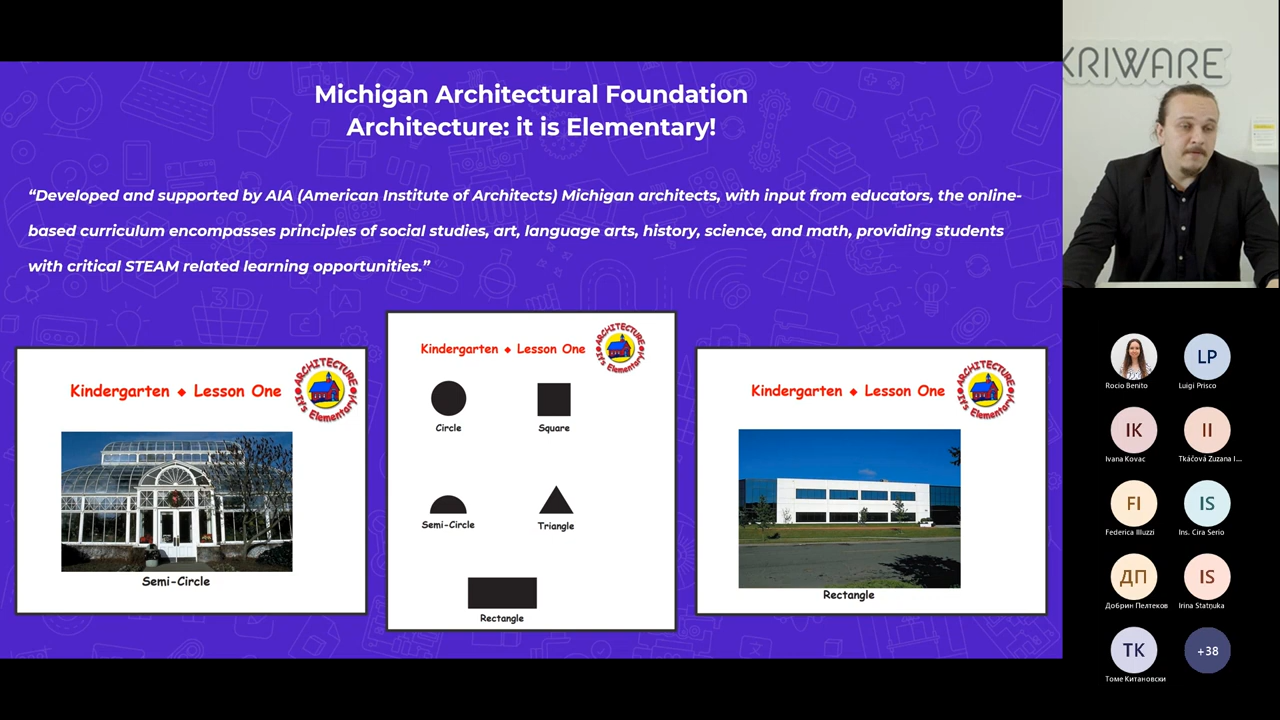 Michigan Architectural Foundation
Architecture: it is Elementary!
“Developed and supported by AIA (American Institute of Architects) Michigan architects, with input from educators, the online-
based curriculum encompasses principles of social studies, art, language arts, history, science, and math, providing students
with critical STEAM related learning opportunities.”
Kindergarten ♦ Lesson One
ARCHITECTURE
It's Elementary!
Semi-Circle
Kindergarten ♦ Lesson One
ARCHITECTURE
It's Elementary!
Circle
Square
Semi-Circle
Triangle
Rectangle
Kindergarten ♦ Lesson One
ARCHITECTURE
It's Elementary!
Rectangle
3D
A
KRIWARE
Rocio Benito
LP
Luigi Prisco
IK
Ivana Kovac
II
Tkáčová Zuzana I...
FI
Federica Illuzzi
IS
Ins. Cira Serio
ДП
Добрин Пелтеков
IS
Irina Statņuka
ТК
Томе Китановски
+38